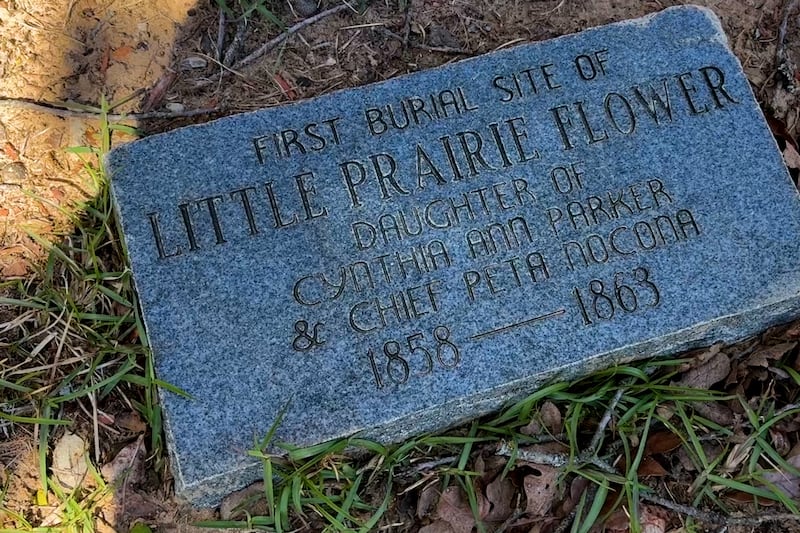 FIRST BURIAL SITE OF
LITTLE PRAIRIE FLOWER
DAUGHTER OF
CYNTHIA ANN PARKER
& CHIEF PETA NOCONA
1858 — 1863